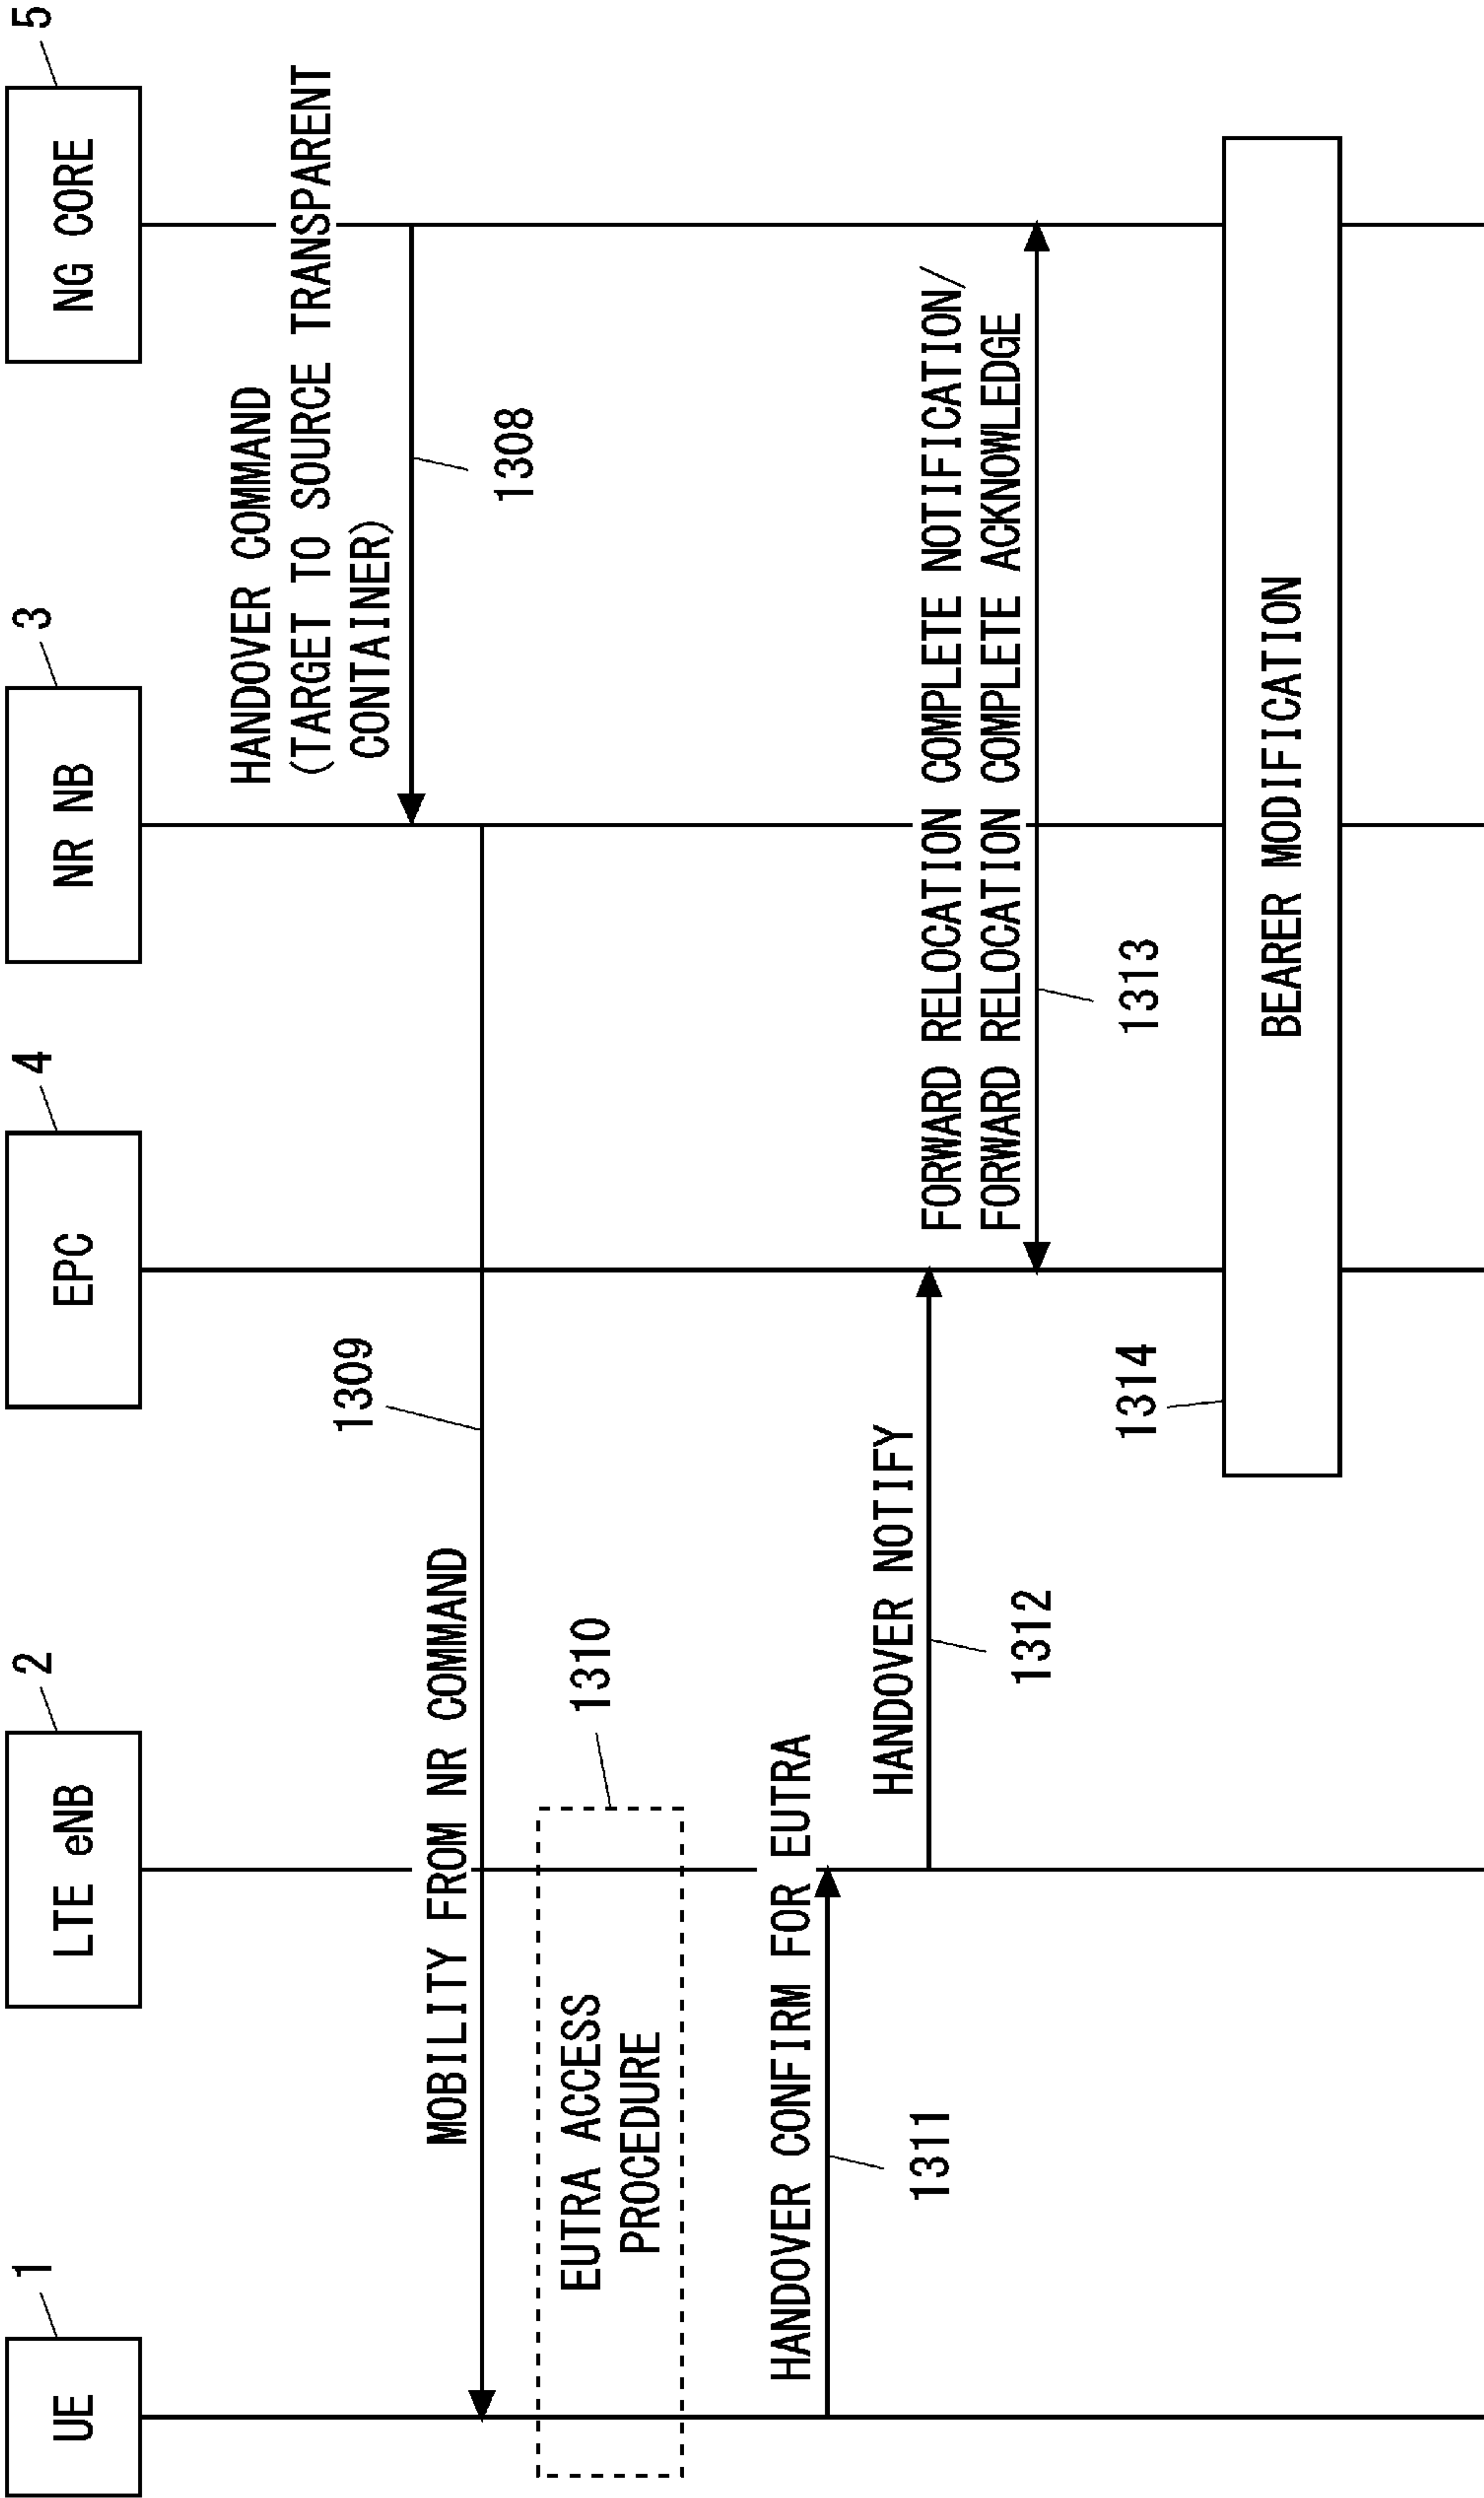 1
2
4
3
5
UE
LTE eNB
EPC
NR NB
NG CORE
HANDOVER COMMAND
(TARGET TO SOURCE TRANSPARENT
CONTAINER)
1308
1309
MOBILITY FROM NR COMMAND
1310
EUTRA ACCESS
PROCEDURE
HANDOVER CONFIRM FOR EUTRA
1311
HANDOVER NOTIFY
1312
FORWARD RELOCATION COMPLETE NOTIFICATION/
FORWARD RELOCATION COMPLETE ACKNOWLEDGE
1313
1314
BEARER MODIFICATION